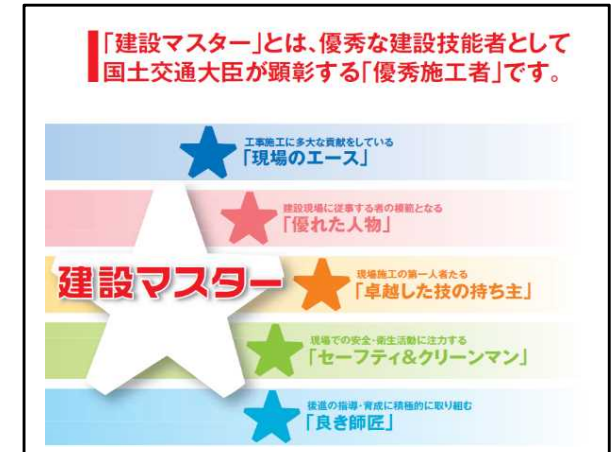 「建設マスター」とは、優秀な建設技能者として
国土交通大臣が顕彰する「優秀施工者」です。
工事施工に多大な貢献をしている
「現場のエース」
建設現場に従事する者の模範となる
「優れた人物」
建設マスター
現場施工の第一人者たる
「卓越した技の持ち主」
現場での安全・衛生活動に注力する
「セーフティ&クリーンマン」
後進の指導・育成に積極的に取り組む
「良き師匠」